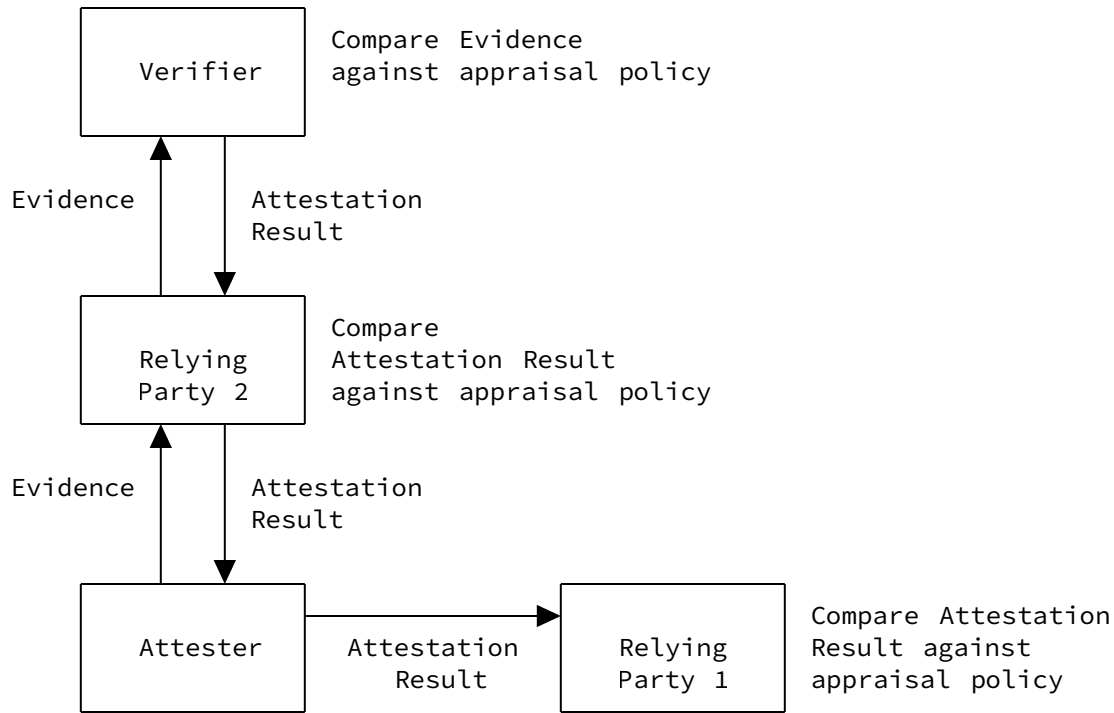 Verifier
Compare Evidence
against appraisal policy
Evidence
Attestation
Result
Relying
Party 2
Compare
Attestation Result
against appraisal policy
Evidence
Attestation
Result
Attester
Attestation
Result
Relying
Party 1
Compare Attestation
Result against
appraisal policy